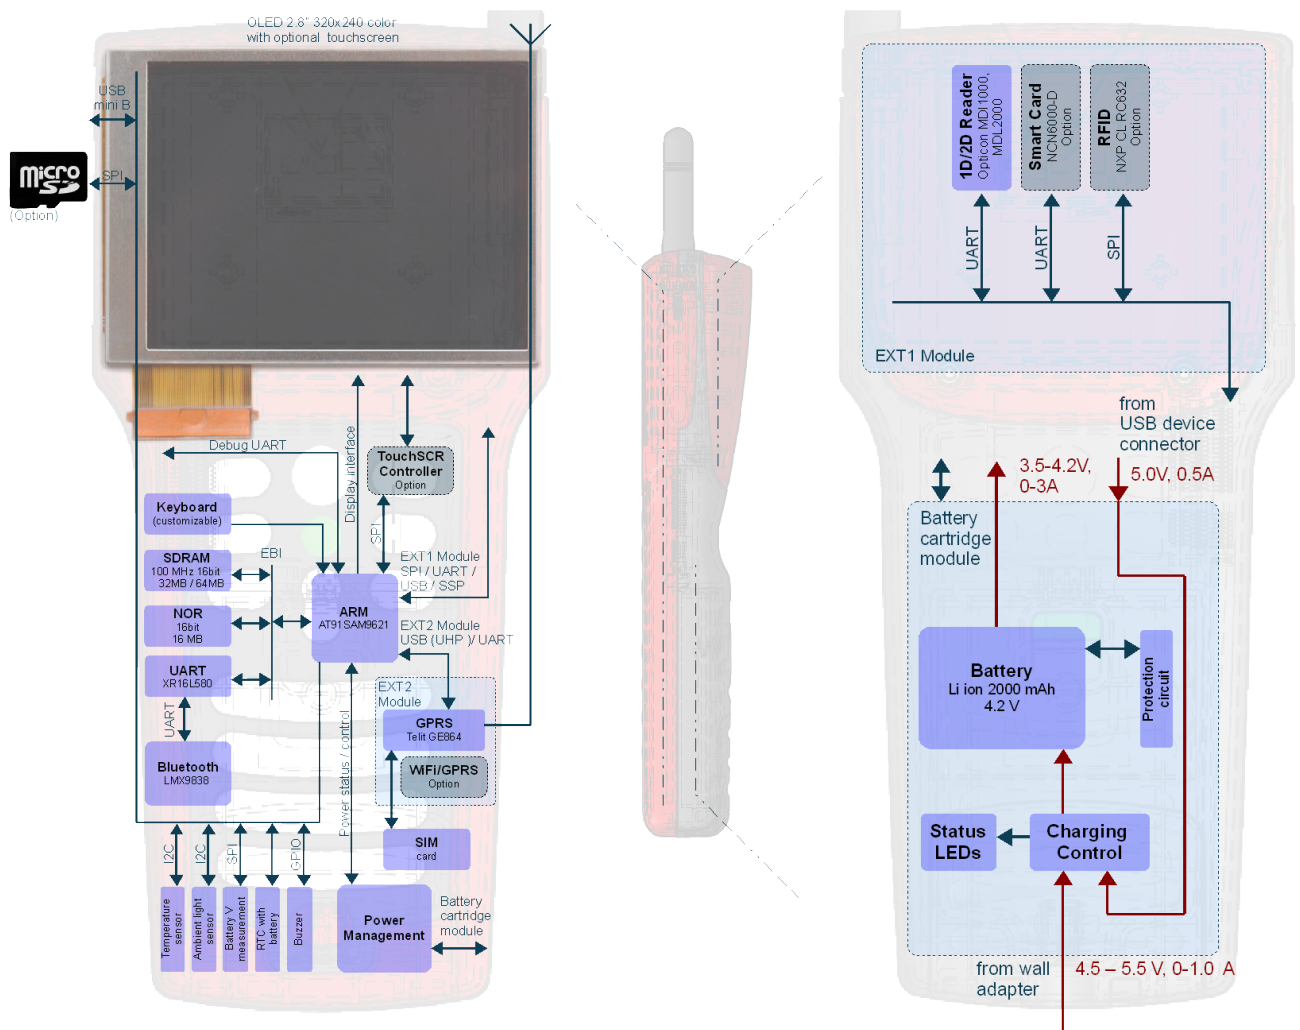 OLED 2.8" 320x240 color
with optional touchscreen
USB
mini B
micro
SD
SPI
(Option)
Debug UART
Display interface
TouchSCR
Controller
Option
SPI
Keyboard
(customizable)
SDRAM
100 MHz 16bit
32MB / 64MB
EBI
NOR
16bit
16 MB
UART
XR16L580
UART
Bluetooth
LMX9838
ARM
AT91SAM9621
EXT1 Module
SPI / UART /
USB / SSP
EXT2 Module
USB (UHP )/ UART
EXT2
Module
GPRS
Telit GE864
WiFi/GPRS
Option
Power status / control
SIM
card
I2C
I2C
SPI
GPIO
Temperature
sensor
Ambient light
sensor
Battery V
measurement
RTC with
battery
Buzzer
Power
Management
Battery
cartridge
module
1D/2D Reader
Opticon MDI1000,
MDL2000
Smart Card
NCN6000-D
Option
RFID
NXP CL RC632
Option
UART
UART
SPI
EXT1 Module
from
USB device
connector
3.5-4.2V,
0-3A
5.0V, 0.5A
Battery
cartridge
module
Battery
Li ion 2000 mAh
4.2 V
Protection
circuit
Status
LEDs
Charging
Control
from wall
adapter
4.5 – 5.5 V, 0-1.0 A